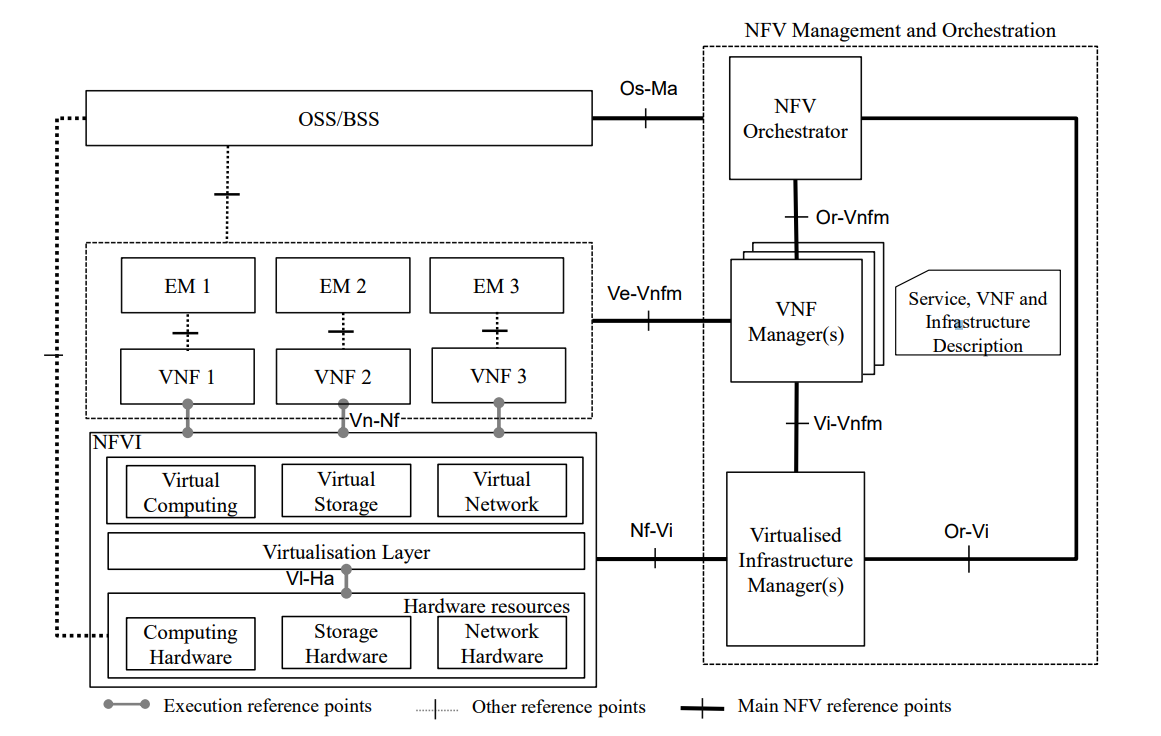 NFV Management and Orchestration
OSS/BSS
Os-Ma
NFV
Orchestrator
Or-Vnfm
EM 1
EM 2
EM 3
Ve-Vnfm
VNF
Manager(s)
Service, VNF and
Infrastructure
Description
VNF 1
VNF 2
VNF 3
Vn-Nf
Vi-Vnfm
NFVI
Virtual
Computing
Virtual
Storage
Virtual
Network
Virtualisation Layer
Nf-Vi
Virtualised
Infrastructure
Manager(s)
Or-Vi
Vl-Ha
Hardware resources
Computing
Hardware
Storage
Hardware
Network
Hardware
Execution reference points
Other reference points
Main NFV reference points